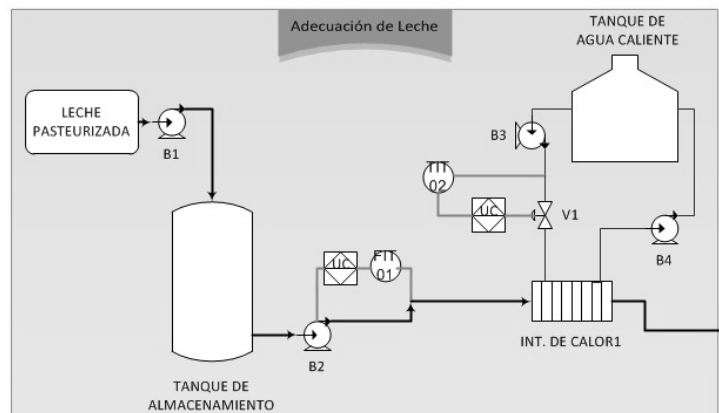 Adecuación de Leche
TANQUE DE
AGUA CALIENTE
LECHE
PASTEURIZADA
B1
B3
TIT
02
UC
V1
B4
UC
FIT
01
B2
INT. DE CALOR1
TANQUE DE
ALMACENAMIENTO